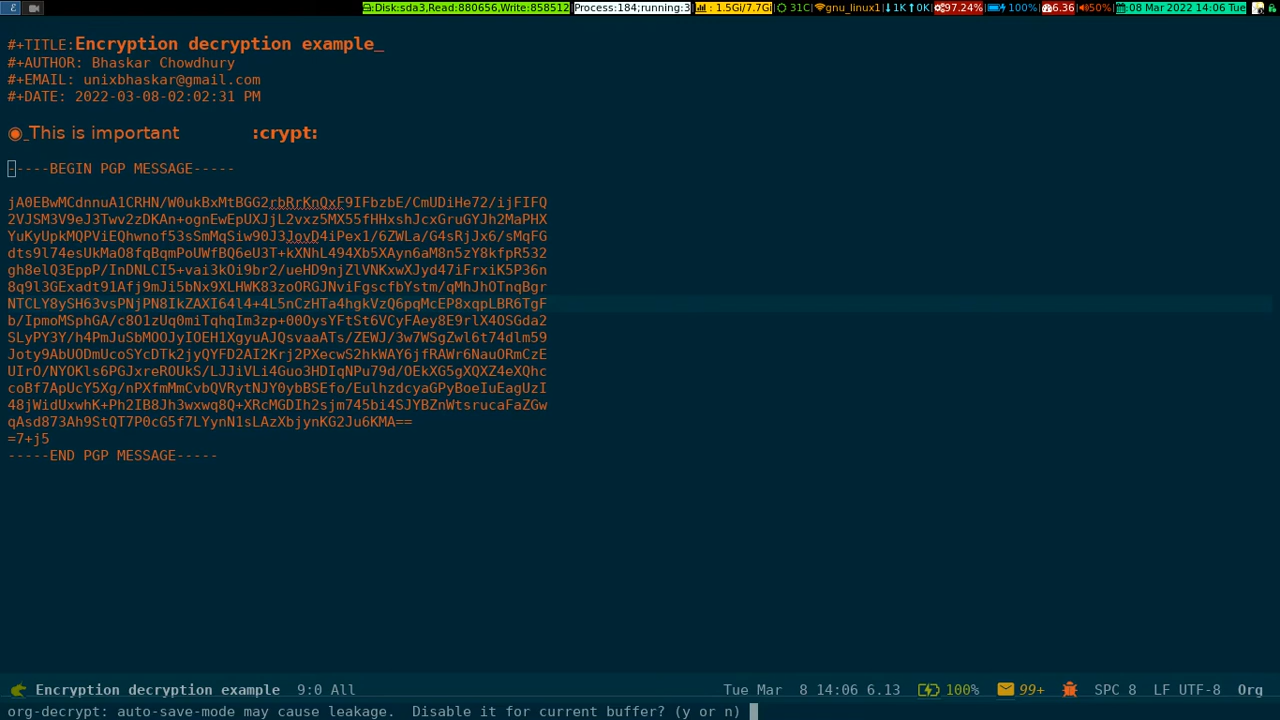 Disk:sda3,Read:880656,Write:858512 Process:184;running:3 : 1.5Gi/7.7Gi 31C gnu_linux1 1K 0K 97.24% 100% 6.36 50% :08 Mar 2022 14:06 Tue
#+TITLE:Encryption decryption example_
#+AUTHOR: Bhaskar Chowdhury
#+EMAIL: unixbhaskar@gmail.com
#+DATE: 2022-03-08-02:02:31 PM
This is important :crypt:
-----BEGIN PGP MESSAGE-----
jA0EBwMCdnnuA1CRHN/W0ukBxMtBGG2rbRrKnQxF9IFbzbE/CmUDiHe72/ijFIFQ
2VJSM3V9eJ3Twv2zDKAn+ognEwEpUXJjL2vxz5MX55fHHxshJcxGruGYJh2MaPHX
YuKyUpkMQPViEQhwnof53sSmMqSiw90J3JovD4iPex1/6ZWLa/G4sRjJx6/sMqFG
dts9l74esUkMaO8fqBqmPoUWfBQ6eU3T+kXNhL494Xb5XAyn6aM8n5zY8kfpR532
gh8elQ3EppP/InDNLCI5+vai3kOi9br2/ueHD9njZlVNKxwXJyd47iFrxiK5P36n
8q9l3GExadt91Afj9mJi5bNx9XLHWK83zoORGJNviFgscfbYstm/qMhJhOTnqBgr
NTCLY8ySH63vsPNjPN8IkZAXI64l4+4L5nCzHTa4hgkVzQ6pqMcEP8xqpLBR6TgF
b/IpmoMSphGA/c8O1zUq0miTqhqIm3zp+00OysYFtSt6VCyFAey8E9rlX4OSGda2
SLyPY3Y/h4PmJuSbMOOJyIOEH1XgyuAJQsvaaATs/ZEWJ/3w7WSgZwl6t74dlm59
Joty9AbUODmUcoSYcDTk2jyQYFD2AI2Krj2PXecwS2hkWAY6jfRAWr6NauORmCzE
UIrO/NYOKls6PGJxreROUkS/LJJiVLi4Guo3HDIqNPu79d/OEkXG5gXQXZ4eXQhc
coBf7ApUcY5Xg/nPXfmMmCvbQVRytNJY0ybBSEfo/EulhzdcyaGPyBoeIuEagUzI
48jWidUxwhK+Ph2IB8Jh3wxwq8Q+XRcMGDIh2sjm745bi4SJYBZnWtsrucaFaZGw
qAsd873Ah9StQT7P0cG5f7LYynN1sLAzXbjynKG2Ju6KMA==
=7+j5
-----END PGP MESSAGE-----
Encryption decryption example 9:0 All Tue Mar 8 14:06 6.13 100% 99+ SPC 8 LF UTF-8 Org
org-decrypt: auto-save-mode may cause leakage. Disable it for current buffer? (y or n)